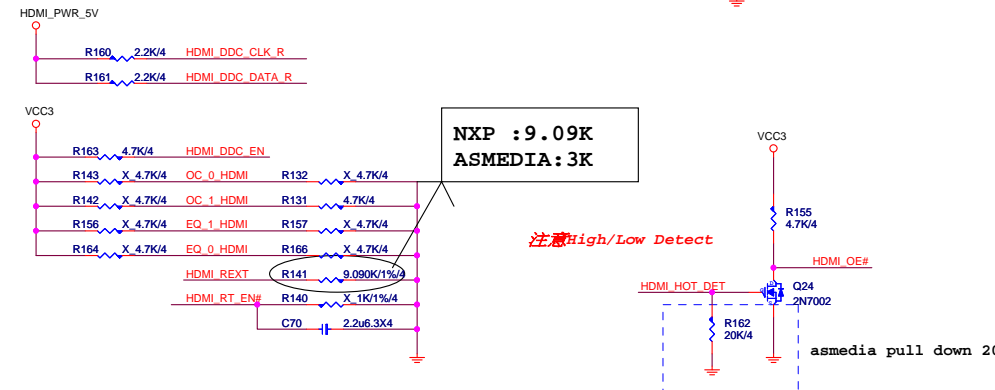 HDMI_PWR_5V
R160 2.2K/4 HDMI_DDC_CLK_R
R161 2.2K/4 HDMI_DDC_DATA_R
VCC3
R163 4.7K/4 HDMI_DDC_EN
R143 X_4.7K/4 OC_0_HDMI R132 X_4.7K/4
R142 X_4.7K/4 OC_1_HDMI R131 4.7K/4
R156 X_4.7K/4 EQ_1_HDMI R157 X_4.7K/4
R164 X_4.7K/4 EQ_0_HDMI R166 X_4.7K/4
HDMI_REXT R141 9.090K/1%/4
HDMI_RT_EN# R140 X_1K/1%/4
C70 2.2u6.3X4
NXP :9.09K
ASMEDIA:3K
注意High/Low Detect
VCC3
R155
4.7K/4
HDMI_OE#
HDMI_HOT_DET
Q24
2N7002
R162
20K/4
asmedia pull down 20